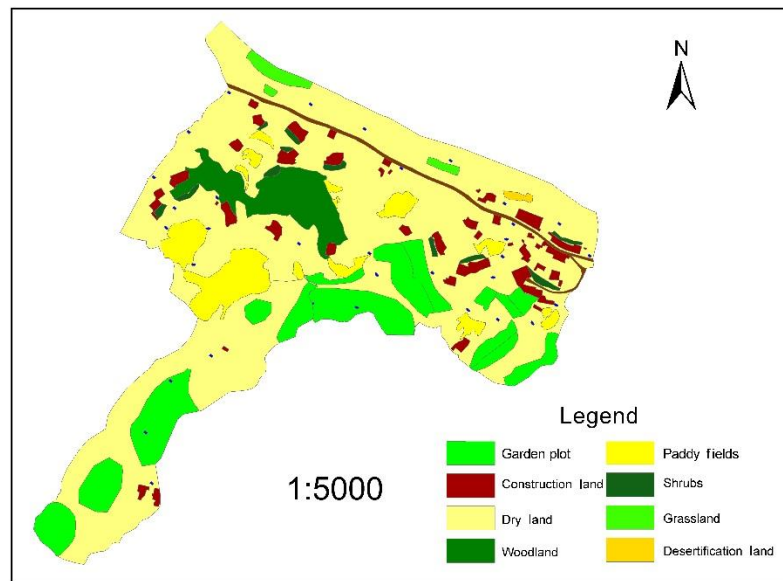 N
Legend
Garden plot
Paddy fields
Construction land
Shrubs
Dry land
Grassland
Woodland
Desertification land
1:5000